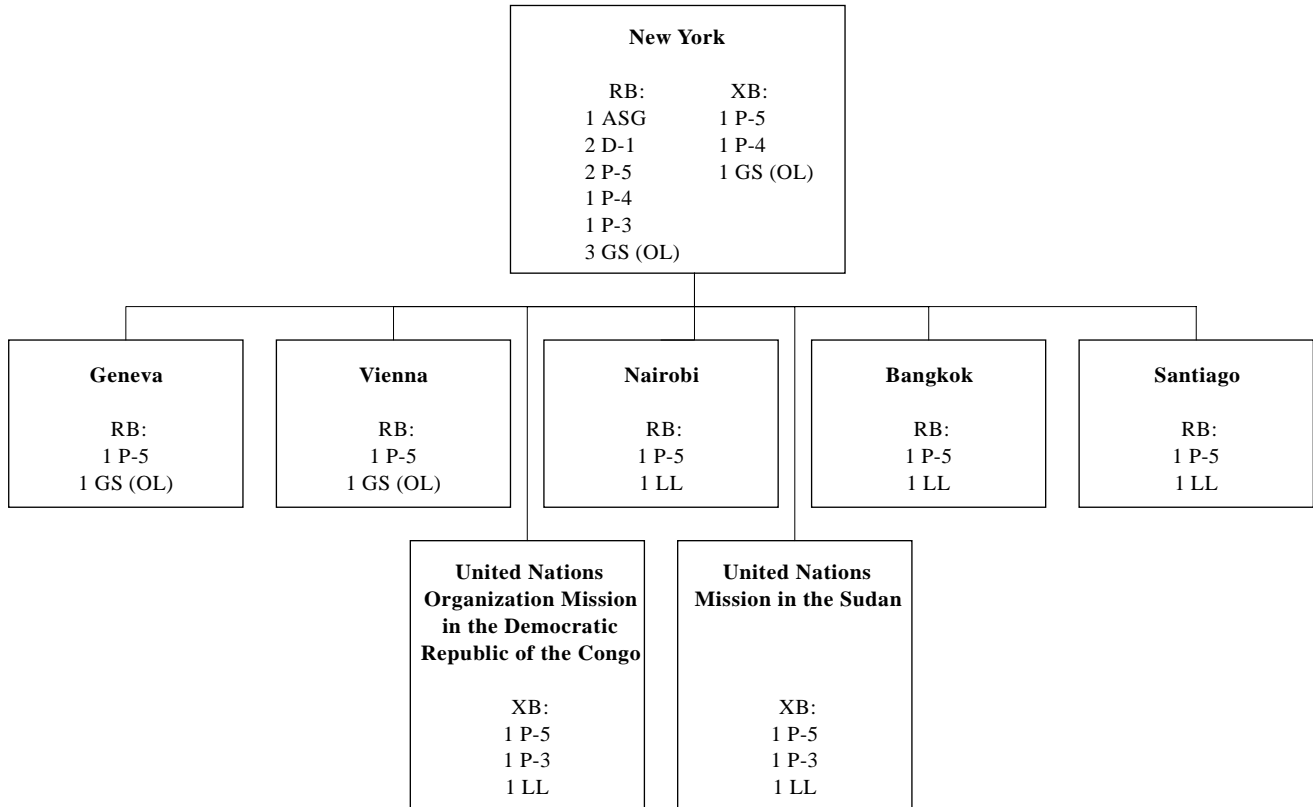 New York
RB: XB:
1 ASG 1 P-5
2 D-1 1 P-4
2 P-5 1 GS (OL)
1 P-4
1 P-3
3 GS (OL)
Geneva
RB:
1 P-5
1 GS (OL)
Vienna
RB:
1 P-5
1 GS (OL)
Nairobi
RB:
1 P-5
1 LL
Bangkok
RB:
1 P-5
1 LL
Santiago
RB:
1 P-5
1 LL
United Nations
Organization Mission
in the Democratic
Republic of the Congo
XB:
1 P-5
1 P-3
1 LL
United Nations
Mission in the Sudan
XB:
1 P-5
1 P-3
1 LL